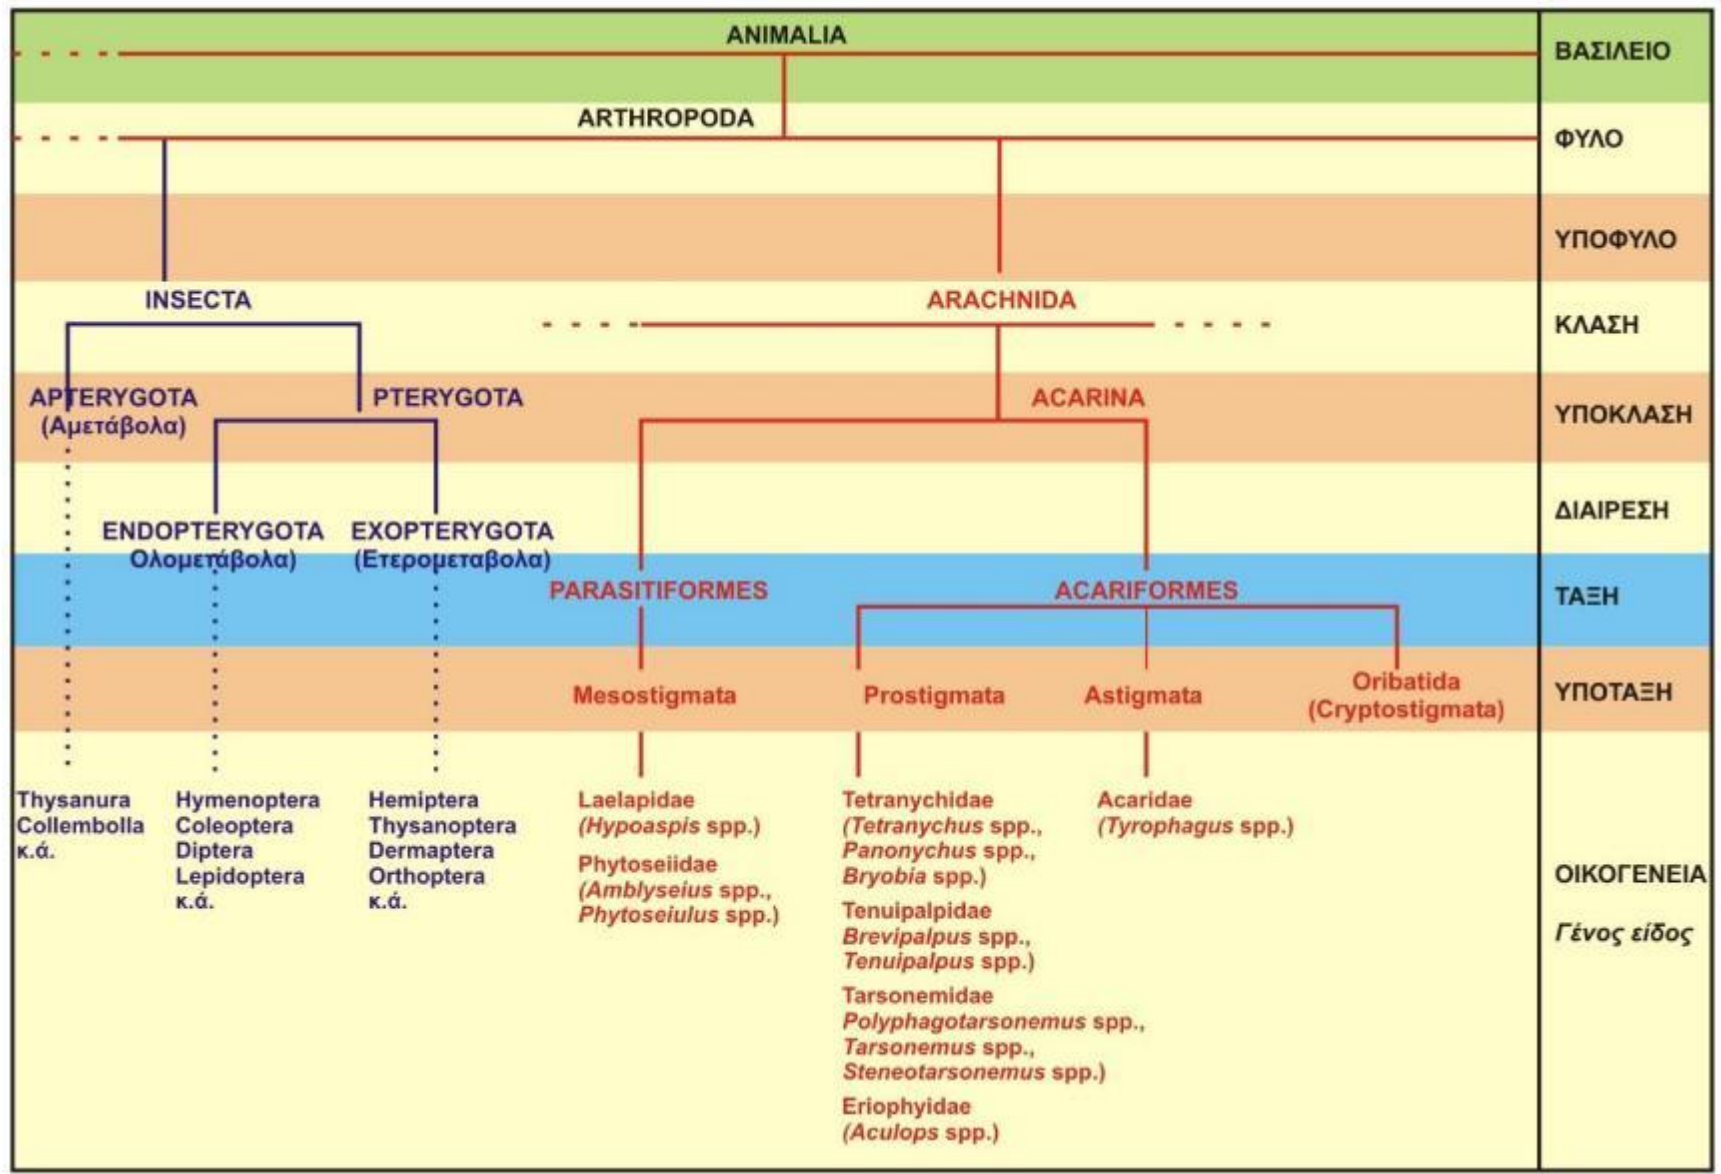 ANIMALIA
ΒΑΣΙΛΕΙΟ
ARTHROPODA
ΦΥΛΟ
ΥΠΟΦΥΛΟ
INSECTA
ARACHNIDA
ΚΛΑΣΗ
APTERYGOTA
(Αμετάβολα)
PTERYGOTA
ACARINA
ΥΠΟΚΛΑΣΗ
ENDOPTERYGOTA
Ολομετάβολα)
EXOPTERYGOTA
(Ετερομεταβολα)
ΔΙΑΙΡΕΣΗ
PARASITIFORMES
ACARIFORMES
ΤΑΞΗ
Mesostigmata
Prostigmata
Astigmata
Oribatida
(Cryptostigmata)
ΥΠΟΤΑΞΗ
Thysanura
Collembolla
κ.ά.
Hymenoptera
Coleoptera
Diptera
Lepidoptera
κ.ά.
Hemiptera
Thysanoptera
Dermaptera
Orthoptera
κ.ά.
Laelapidae
(Hypoaspis spp.)
Phytoseiidae
(Amblyseius spp.,
Phytoseiulus spp.)
Tetranychidae
(Tetranychus spp.,
Panonychus spp.,
Bryobia spp.)
Tenuipalpidae
Brevipalpus spp.,
Tenuipalpus spp.)
Tarsonemidae
Polyphagotarsonemus spp.,
Tarsonemus spp.,
Steneotarsonemus spp.)
Eriophyidae
(Aculops spp.)
Acaridae
(Tyrophagus spp.)
ΟΙΚΟΓΕΝΕΙΑ
Γένος είδος